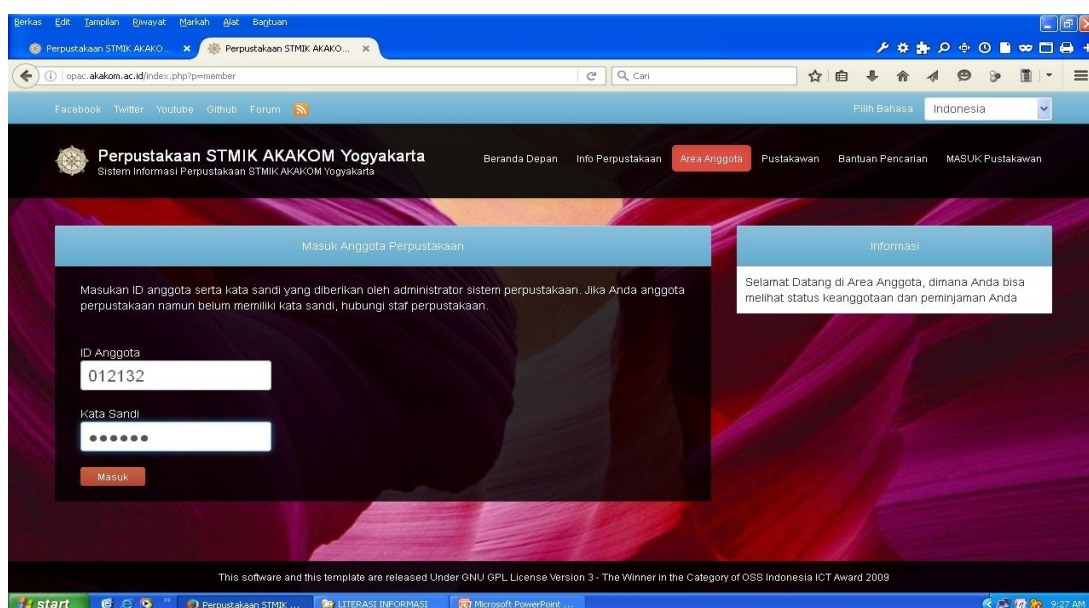 Berkas Edit Tampilan Riwayat Markah Alat Bantuan
Perpustakaan STMIK AKAKO... × Perpustakaan STMIK AKAKO... ×
opac.akakom.ac.id/index.php?p=member Cari
Facebook Twitter Youtube Github Forum Pilih Bahasa Indonesia
Perpustakaan STMIK AKAKOM Yogyakarta
Sistem Informasi Perpustakaan STMIK AKAKOM Yogyakarta
Beranda Depan Info Perpustakaan Area Anggota Pustakawan Bantuan Pencarian MASUK Pustakawan
Masuk Anggota Perpustakaan
Masukan ID anggota serta kata sandi yang diberikan oleh administrator sistem perpustakaan. Jika Anda anggota
perpustakaan namun belum memiliki kata sandi, hubungi staf perpustakaan.
ID Anggota
012132
Kata Sandi
●●●●●●
Masuk
Informasi
Selamat Datang di Area Anggota, dimana Anda bisa
melihat status keanggotaan dan peminjaman Anda
This software and this template are released Under GNU GPL License Version 3 - The Winner in the Category of OSS Indonesia ICT Award 2009
start Perpustakaan STMIK ... LITERASI INFORMASI Microsoft PowerPoint ... 9:27 AM